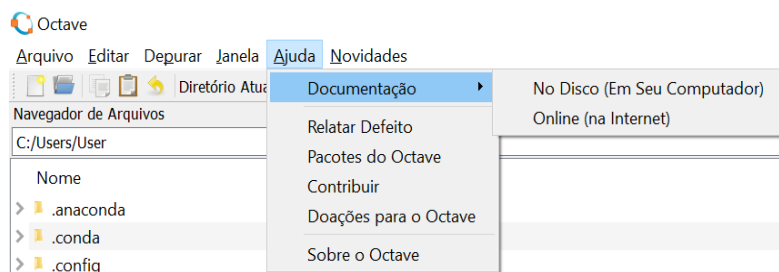 Octave
Arquivo Editar Depurar Janela Ajuda Novidades
Diretório Atua
Documentação
No Disco (Em Seu Computador)
Online (na Internet)
Navegador de Arquivos
C:/Users/User
Relatar Defeito
Pacotes do Octave
Contribuir
Doações para o Octave
Sobre o Octave
Nome
.anaconda
.conda
.config